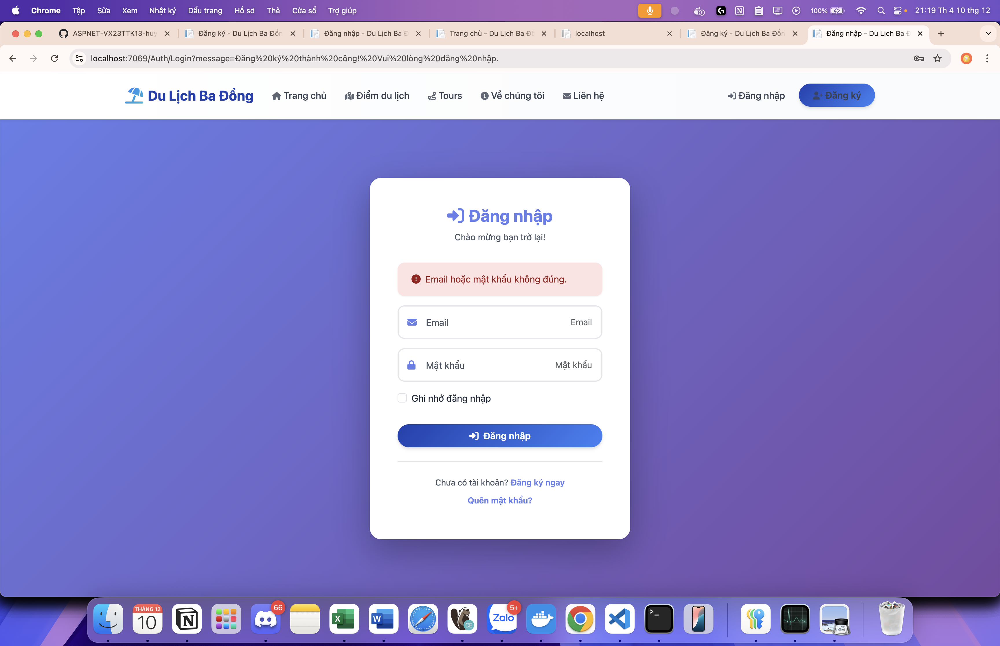 Chrome Tệp Sửa Xem Nhật ký Dấu trang Hồ sơ Thẻ Cửa sổ Trợ giúp 100% 21:19 Th 4 10 thg 12
ASPNET-VX23TTK13-huy Đăng ký - Du Lịch Ba Đồn Đăng nhập - Du Lịch Ba Đ Trang chủ - Du Lịch Ba Đồ localhost Đăng ký - Du Lịch Ba Đồn Đăng nhập - Du Lịch Ba Đ
localhost:7069/Auth/Login?message=Đăng%20ký%20thành%20công!%20Vui%20lòng%20đăng%20nhập.
Du Lịch Ba Đồng Trang chủ Điểm du lịch Tours Về chúng tôi Liên hệ Đăng nhập Đăng ký
Đăng nhập
Chào mừng bạn trở lại!
Email hoặc mật khẩu không đúng.
Email Email
Mật khẩu Mật khẩu
Ghi nhớ đăng nhập
Đăng nhập
Chưa có tài khoản? Đăng ký ngay
Quên mật khẩu?
THÁNG 12 66 5+
10 N X W CE Zalo >_